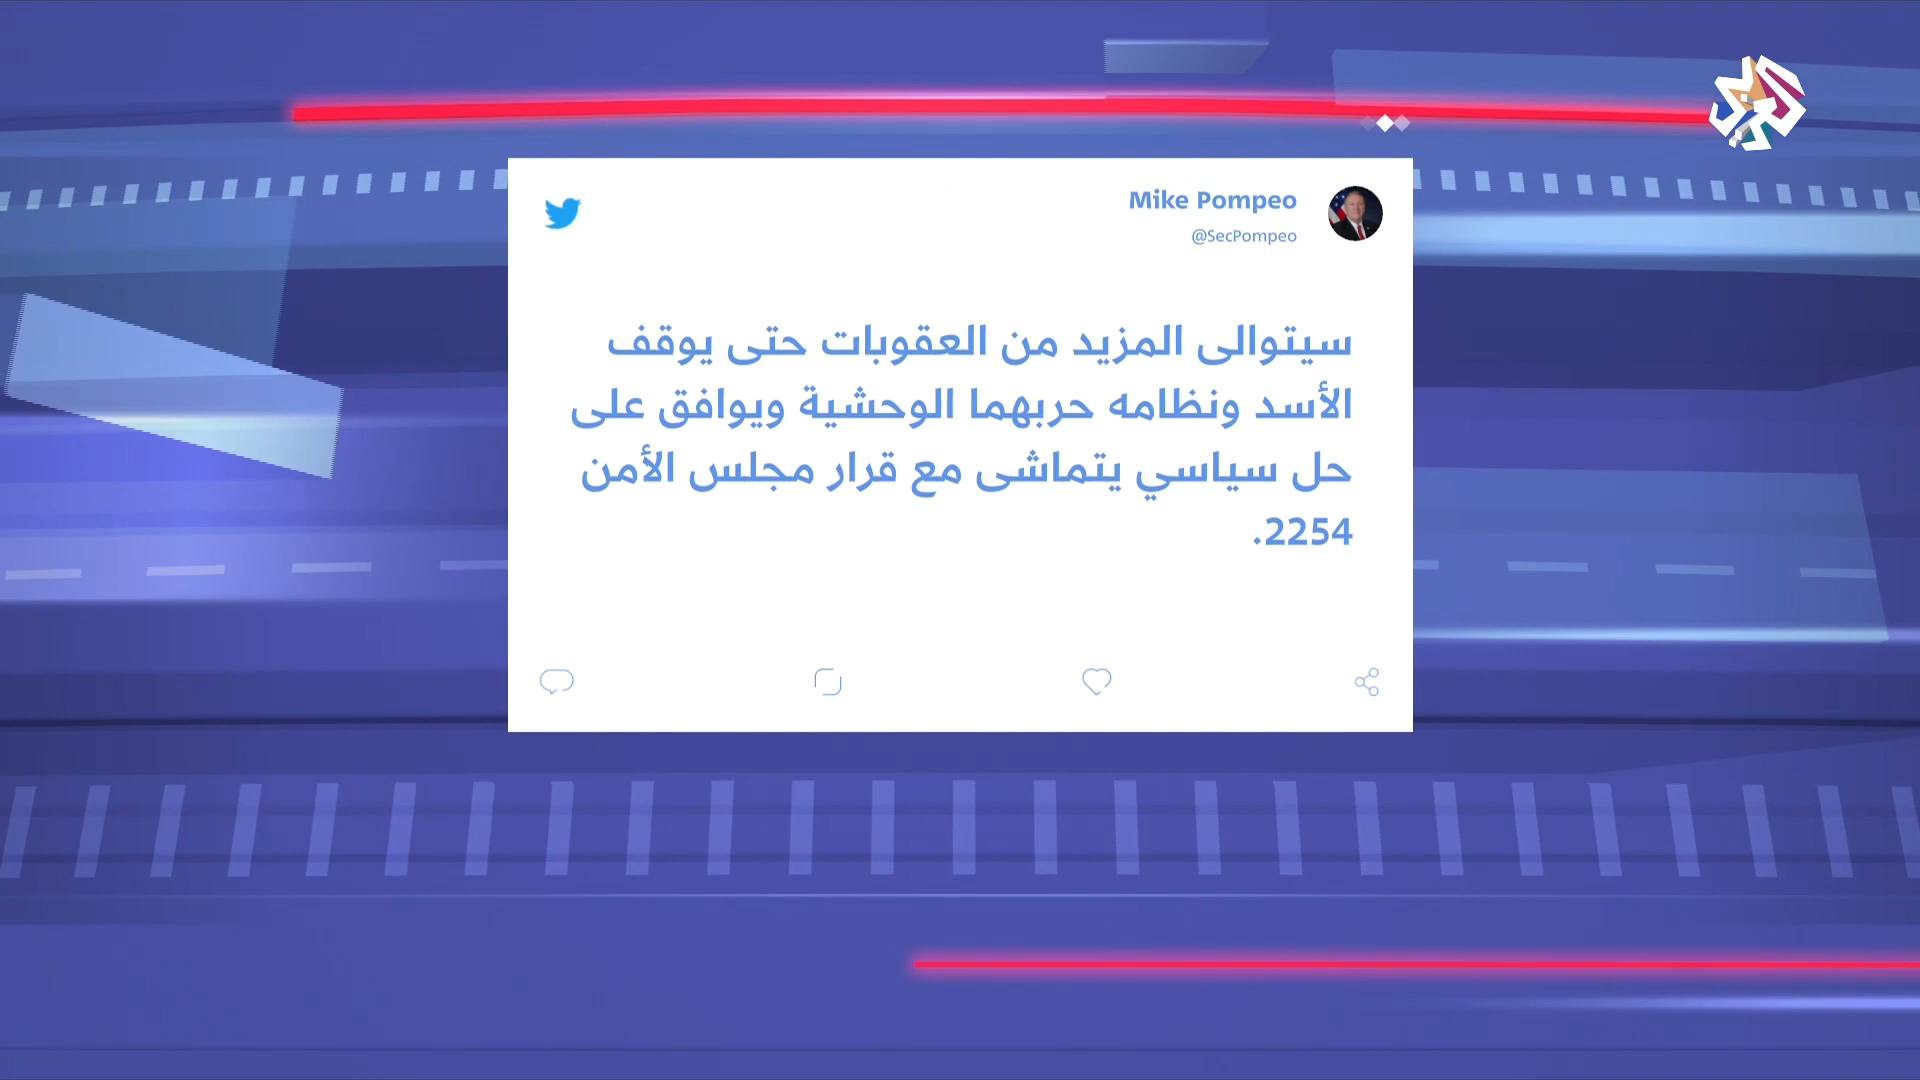 Mike Pompeo
@SecPompeo
سيتوالى المزيد من العقوبات حتى يوقف
الأسد ونظامه حربهما الوحشية ويوافق على
حل سياسي يتماشى مع قرار مجلس الأمن
2254.